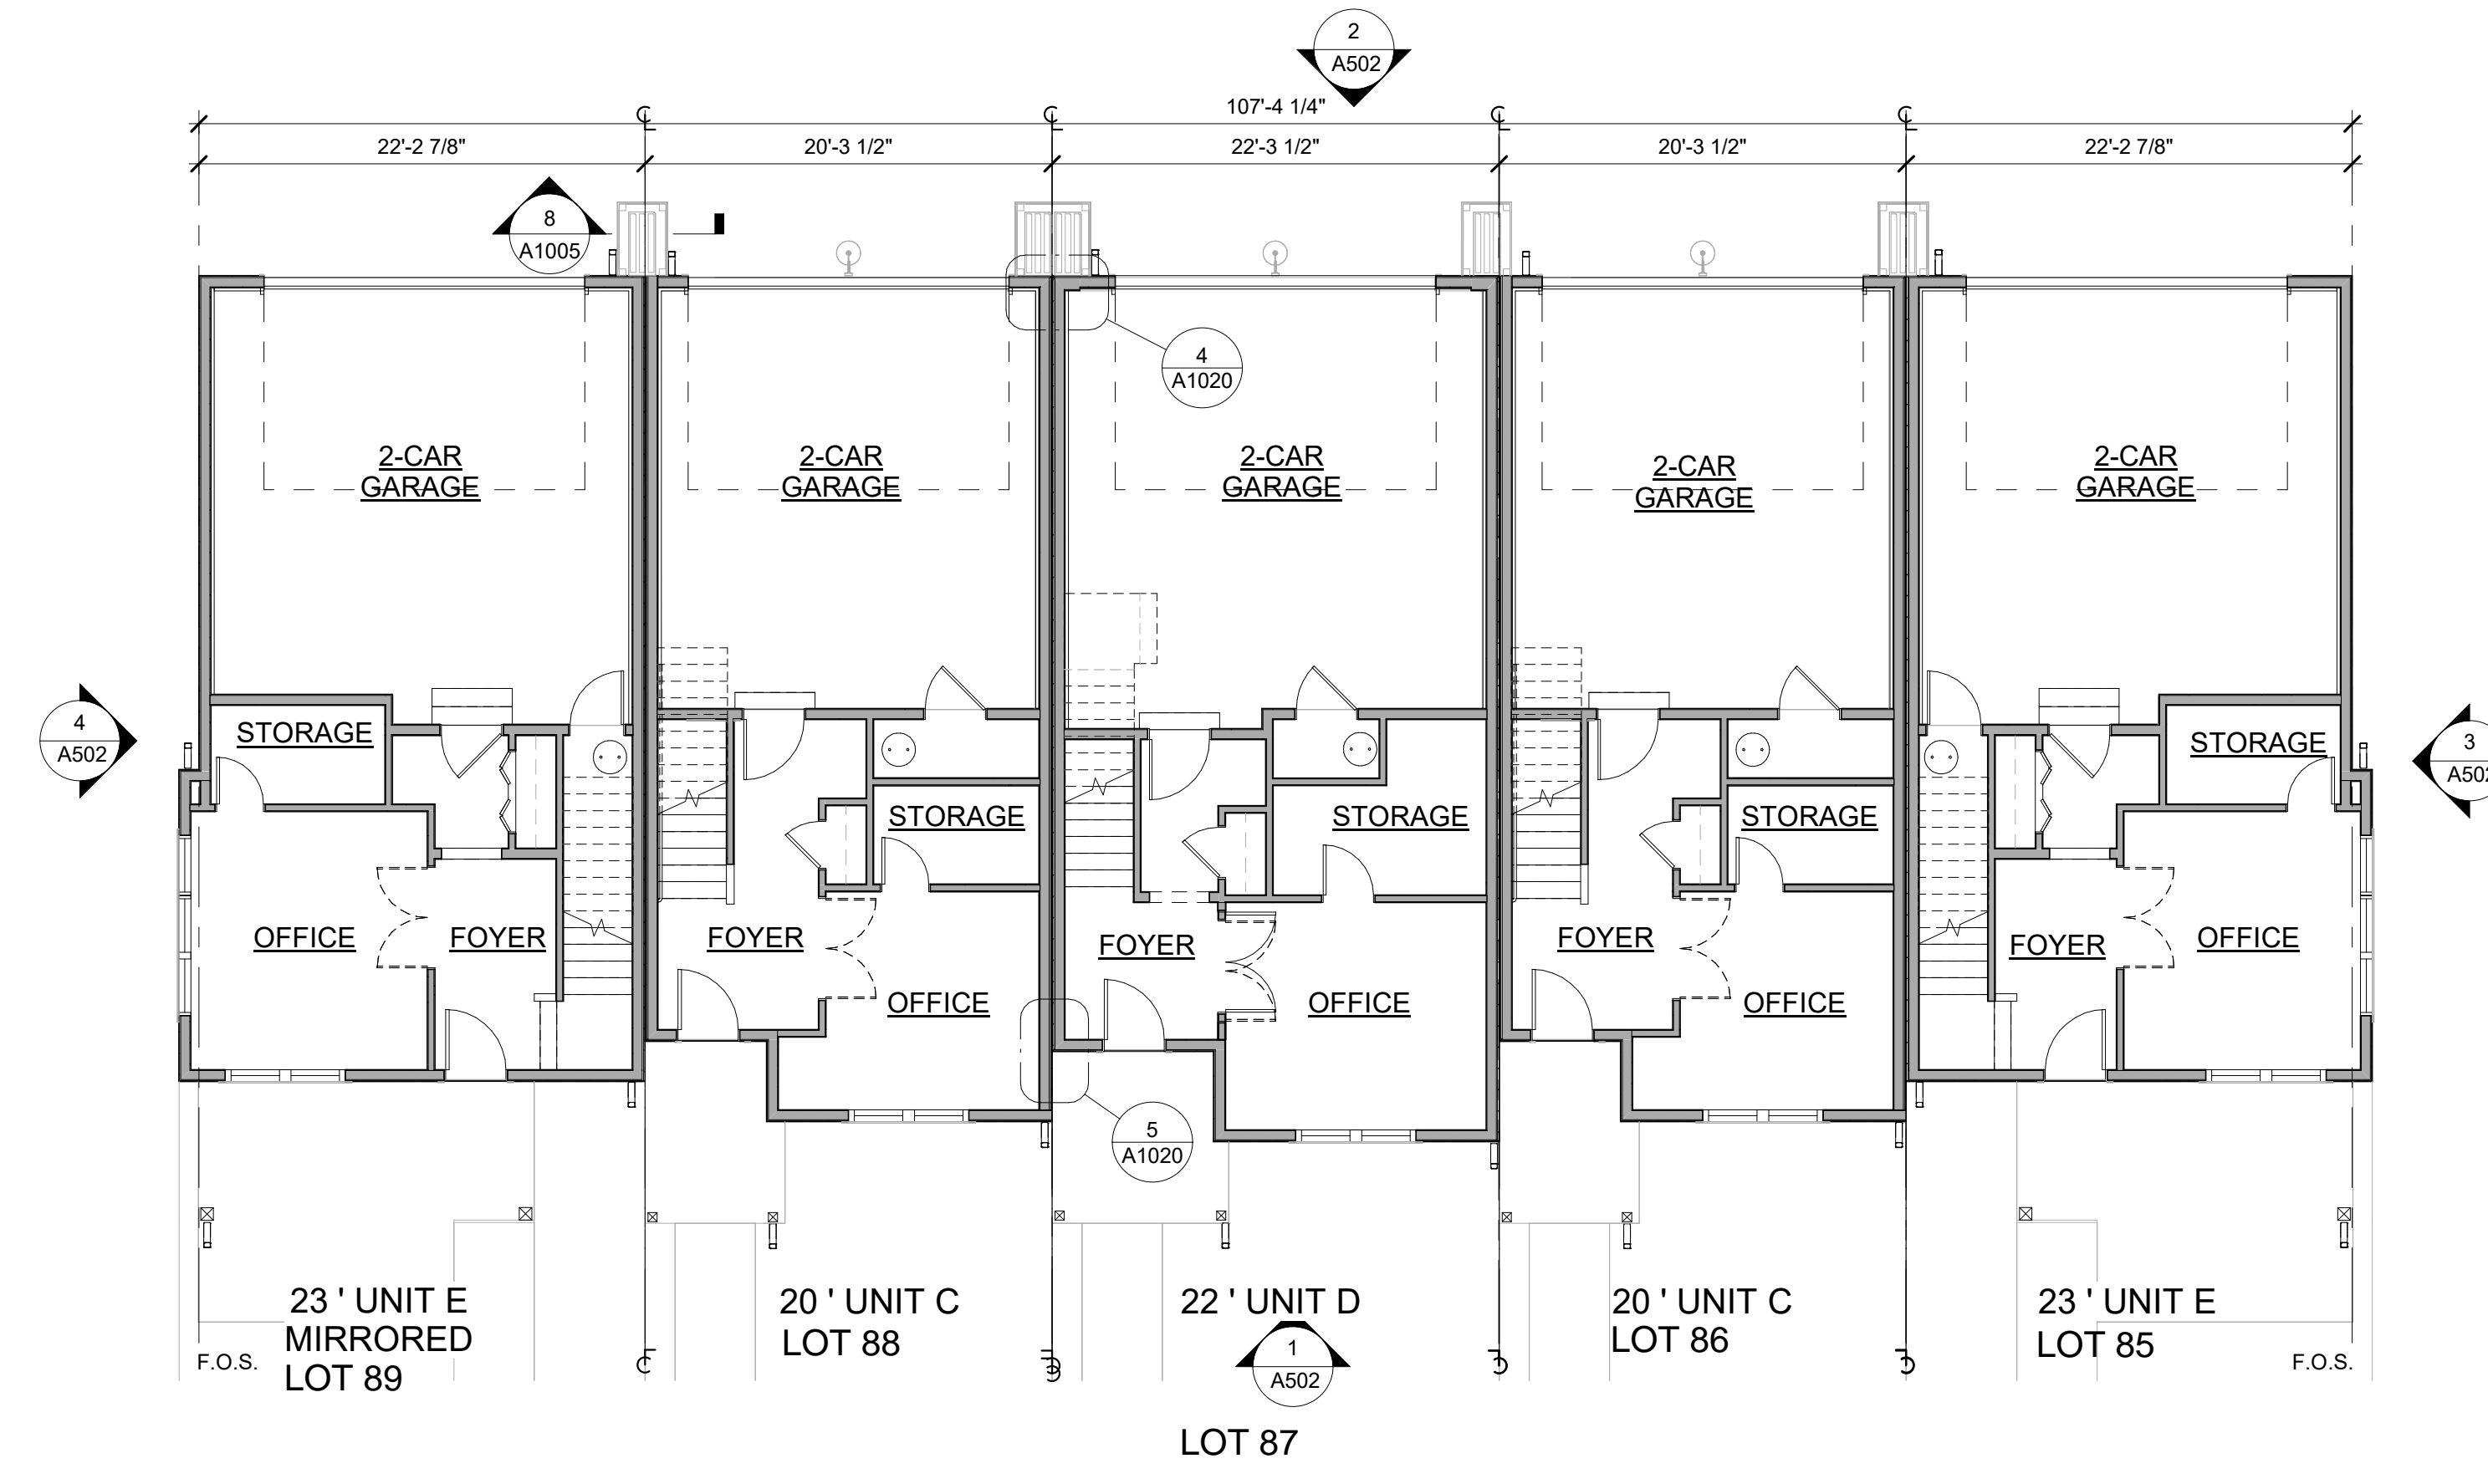 2
A502
107'-4 1/4"
22'-2 7/8"
20'-3 1/2"
22'-3 1/2"
20'-3 1/2"
22'-2 7/8"
8
A1005
4
A1020
2-CAR
GARAGE
2-CAR
GARAGE
2-CAR
GARAGE
2-CAR
GARAGE
2-CAR
GARAGE
4
A502
STORAGE
STORAGE
3
A502
STORAGE
STORAGE
STORAGE
OFFICE
FOYER
FOYER
FOYER
FOYER
FOYER
OFFICE
OFFICE
OFFICE
OFFICE
5
A1020
23 ' UNIT E
MIRRORED
LOT 89
20 ' UNIT C
LOT 88
22 ' UNIT D
20 ' UNIT C
LOT 86
23 ' UNIT E
LOT 85
F.O.S.
F.O.S.
1
A502
LOT 87